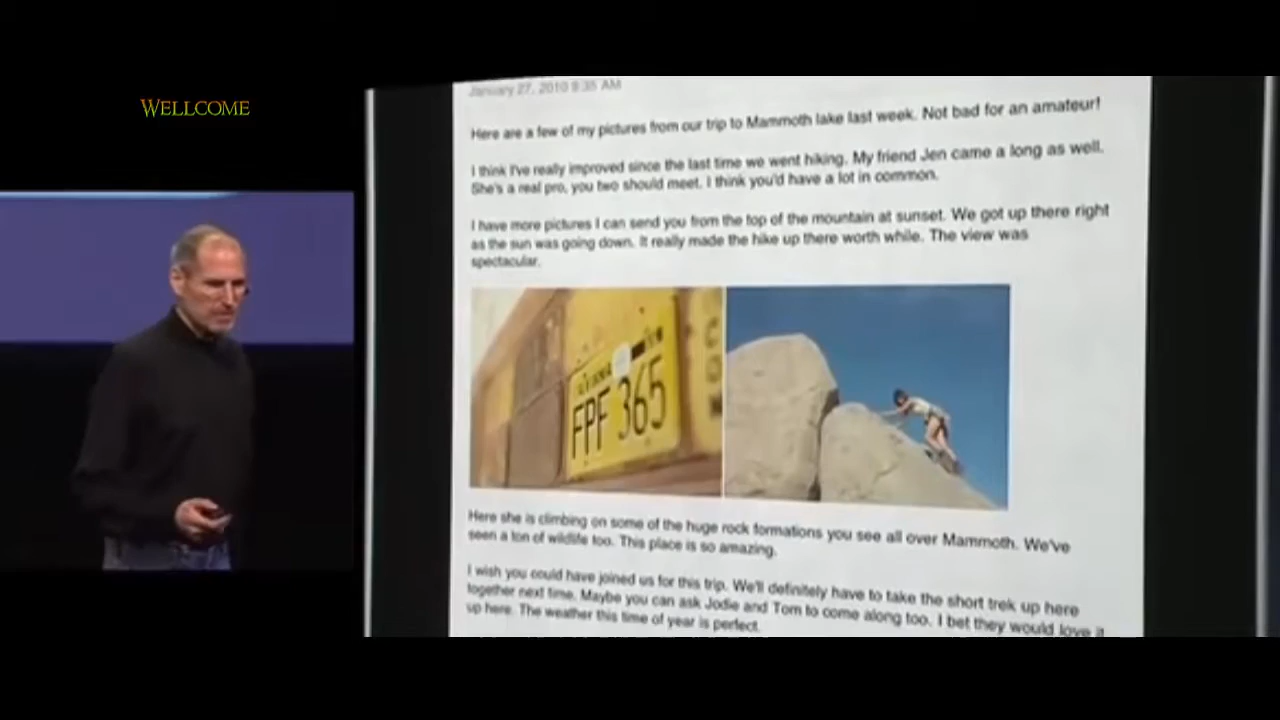 WELLCOME
January 27, 2010 9:35 AM
Here are a few of my pictures from our trip to Mammoth lake last week. Not bad for an amateur!
I think I've really improved since the last time we went hiking. My friend Jen came a long as well.
She's a real pro, you two should meet. I think you'd have a lot in common.
I have more pictures I can send you from the top of the mountain at sunset. We got up there right
as the sun was going down. It really made the hike up there worth while. The view was
spectacular.
FPF 365
Here she is climbing on some of the huge rock formations you see all over Mammoth. We've
seen a ton of wildlife too. This place is so amazing.
I wish you could have joined us for this trip. We'll definitely have to take the short trek up here
together next time. Maybe you can ask Jodie and Tom to come along too. I bet they would love it
up here. The weather this time of year is perfect.